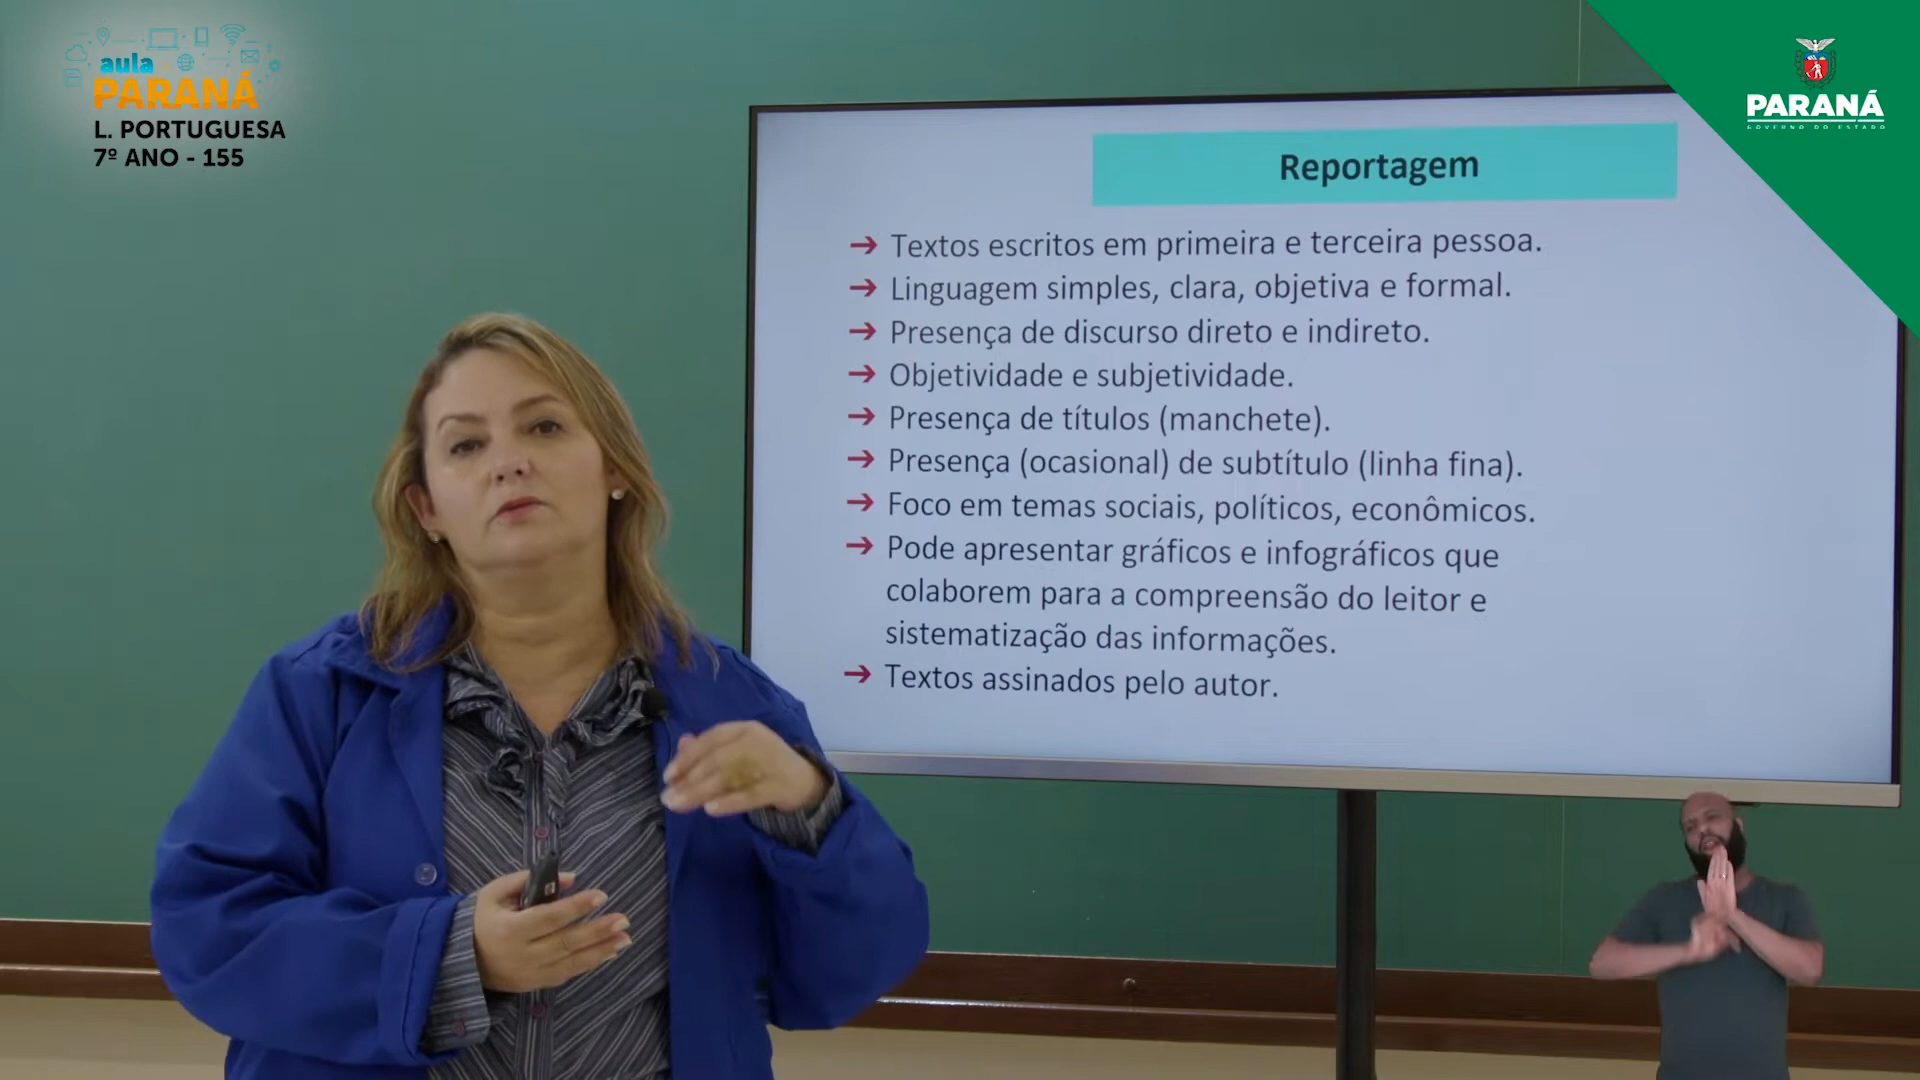 aula
PARANÁ
L. PORTUGUESA
7º ANO - 155
PARANÁ
GOVERNO DO ESTADO
Reportagem
➔ Textos escritos em primeira e terceira pessoa.
➔ Linguagem simples, clara, objetiva e formal.
➔ Presença de discurso direto e indireto.
➔ Objetividade e subjetividade.
➔ Presença de títulos (manchete).
➔ Presença (ocasional) de subtítulo (linha fina).
➔ Foco em temas sociais, políticos, econômicos.
➔ Pode apresentar gráficos e infográficos que
colaborem para a compreensão do leitor e
sistematização das informações.
➔ Textos assinados pelo autor.